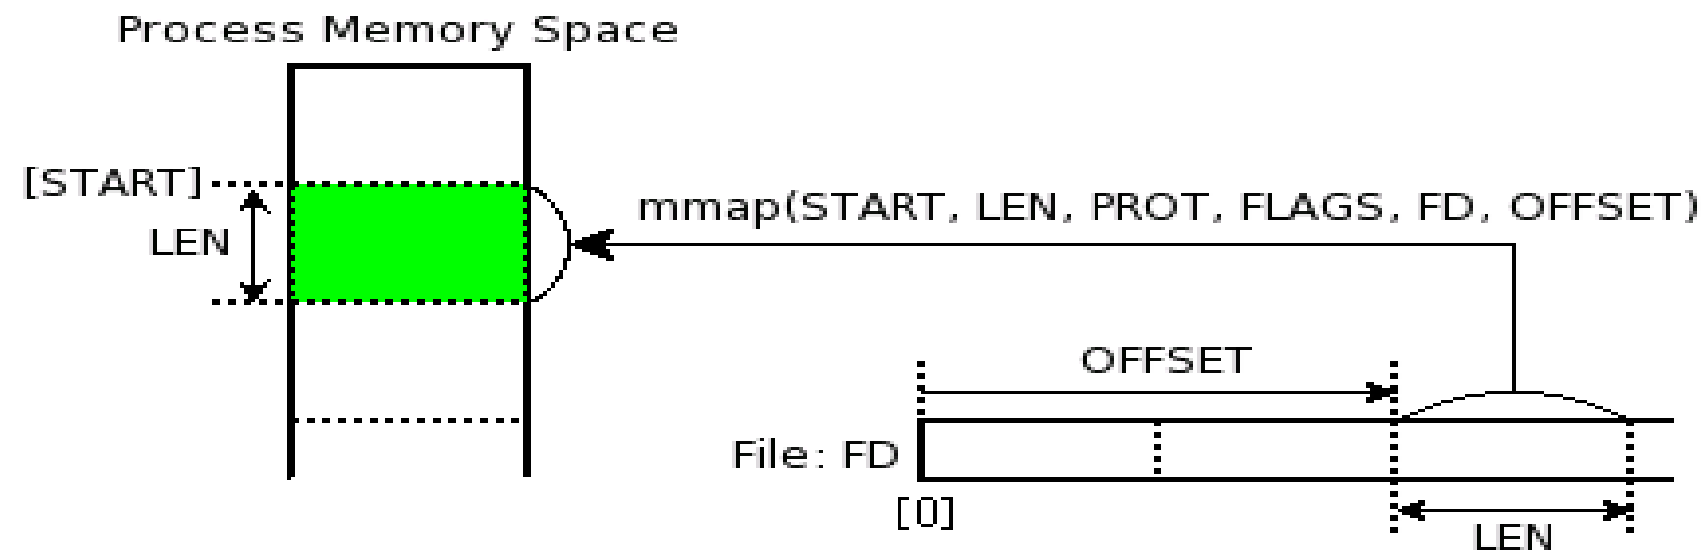 Process Memory Space
[START]
LEN
mmap(START, LEN, PROT, FLAGS, FD, OFFSET)
OFFSET
File: FD
[0]
LEN